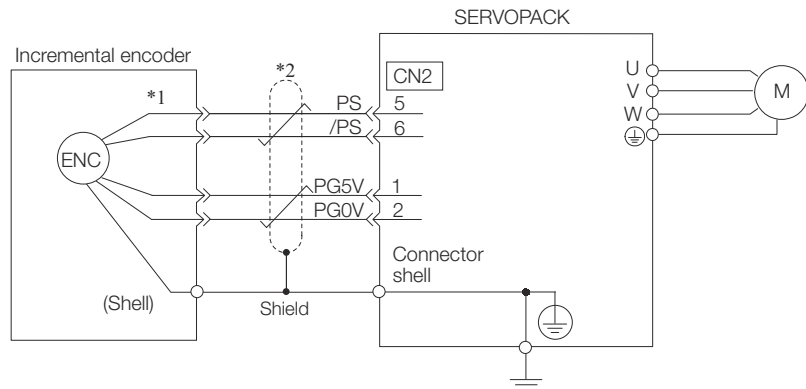 SERVOPACK
Incremental encoder
*2
CN2
*1
PS
5
/PS
6
ENC
PG5V
1
PG0V
2
U
V
W
M
Connector
shell
(Shell)
Shield